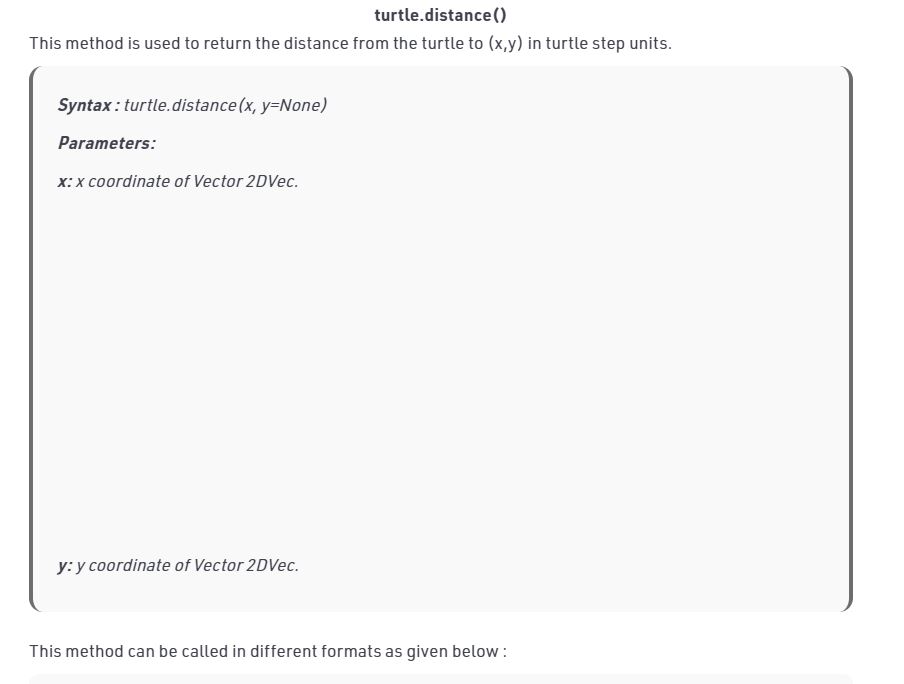 turtle.distance()
This method is used to return the distance from the turtle to (x,y) in turtle step units.
Syntax : turtle.distance(x, y=None)
Parameters:
x: x coordinate of Vector 2DVec.
y: y coordinate of Vector 2DVec.
This method can be called in different formats as given below :